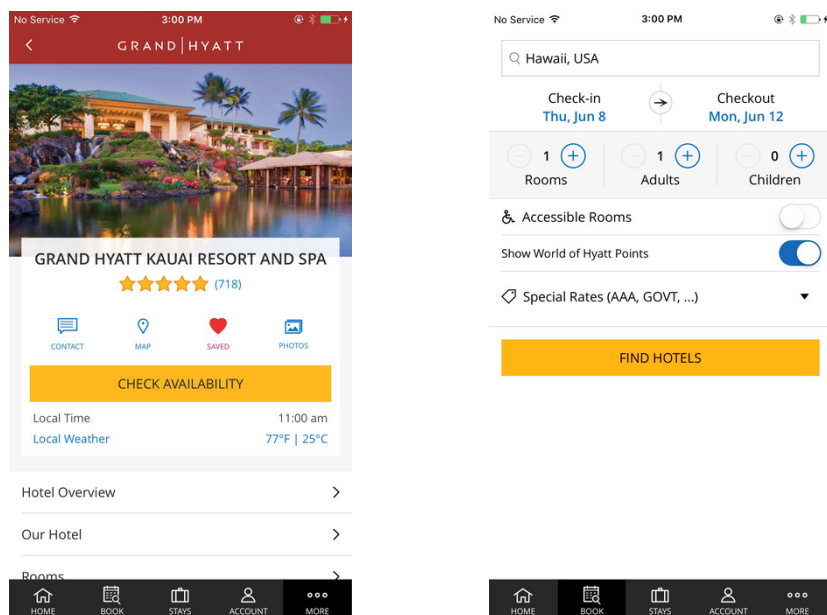 No Service 3:00 PM
GRAND HYATT
GRAND HYATT KAUAI RESORT AND SPA
(718)
CONTACT MAP SAVED PHOTOS
CHECK AVAILABILITY
Local Time 11:00 am
Local Weather 77°F | 25°C
Hotel Overview
Our Hotel
Rooms
HOME BOOK STAYS ACCOUNT MORE
No Service 3:00 PM
Hawaii, USA
Check-in Checkout
Thu, Jun 8 Mon, Jun 12
1 1 0
Rooms Adults Children
Accessible Rooms
Show World of Hyatt Points
Special Rates (AAA, GOVT, ...)
FIND HOTELS
HOME BOOK STAYS ACCOUNT MORE